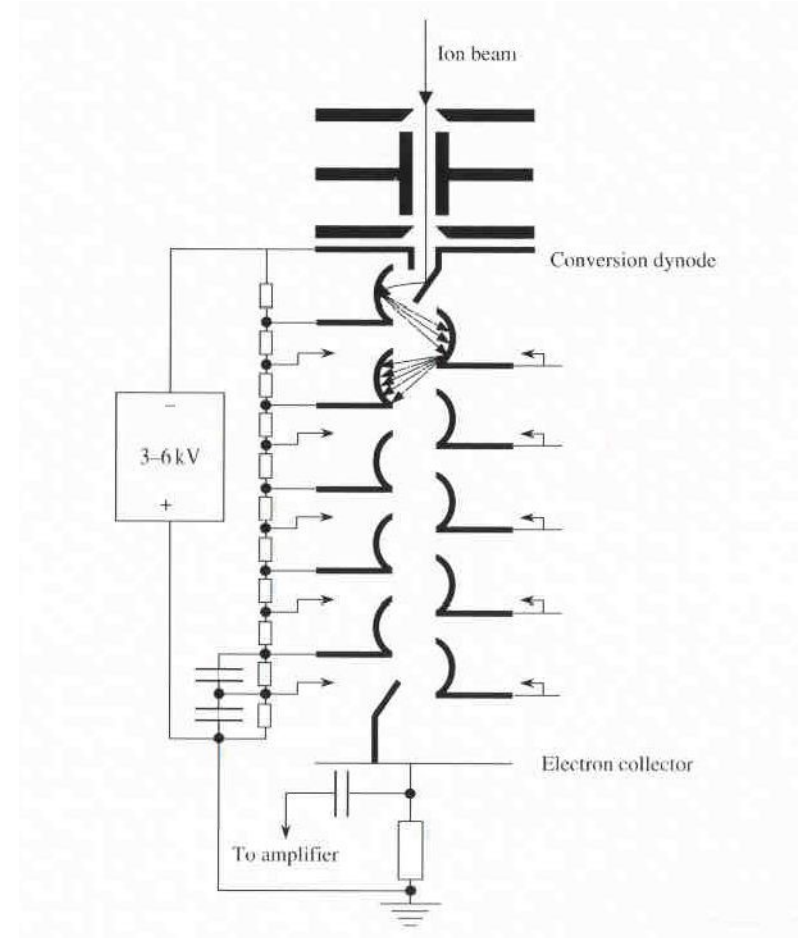 Ion beam
Conversion dynode
−
3–6 kV
+
Electron collector
To amplifier